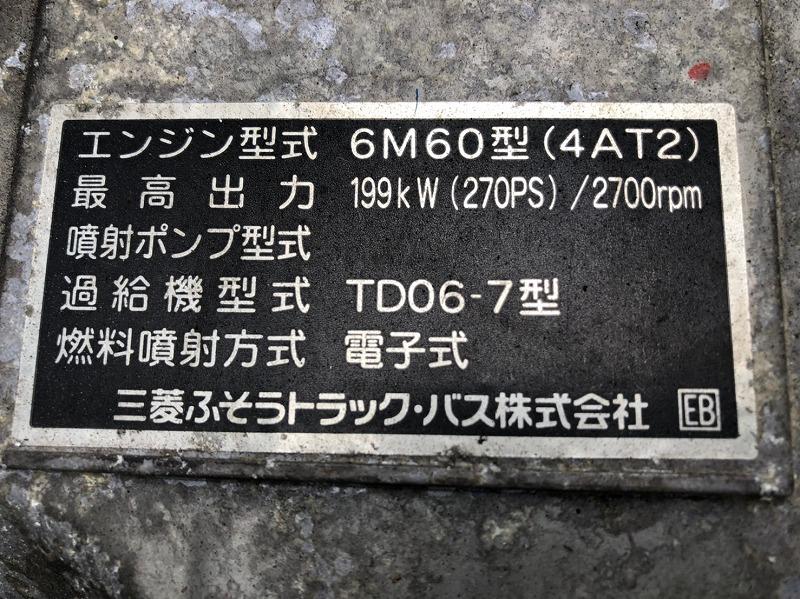 エンジン型式 6M60型(4AT2)
最高出力 199kW(270PS)/2700rpm
噴射ポンプ型式
過給機型式 TD06-7型
燃料噴射方式 電子式
三菱ふそうトラック・バス株式会社 EB